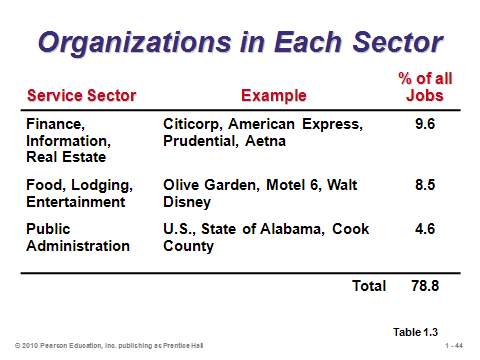 Organizations in Each Sector
% of all
Service Sector Example Jobs
Finance, Citicorp, American Express, 9.6
Information, Prudential, Aetna
Real Estate
Food, Lodging, Olive Garden, Motel 6, Walt 8.5
Entertainment Disney
Public U.S., State of Alabama, Cook 4.6
Administration County
Total 78.8
Table 1.3
© 2010 Pearson Education, Inc. publishing as Prentice Hall 1 - 44